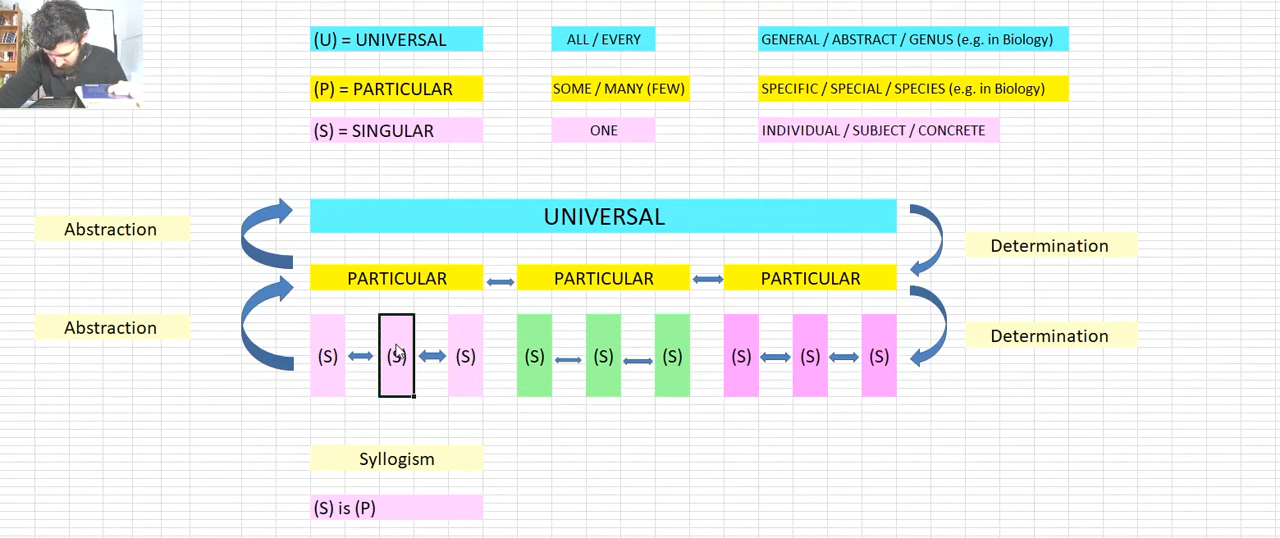 (U) = UNIVERSAL ALL / EVERY GENERAL / ABSTRACT / GENUS (e.g. in Biology)
(P) = PARTICULAR SOME / MANY (FEW) SPECIFIC / SPECIAL / SPECIES (e.g. in Biology)
(S) = SINGULAR ONE INDIVIDUAL / SUBJECT / CONCRETE
UNIVERSAL
Abstraction
Determination
PARTICULAR PARTICULAR PARTICULAR
Abstraction
Determination
(S) (S) (S) (S) (S) (S) (S) (S) (S)
Syllogism
(S) is (P)